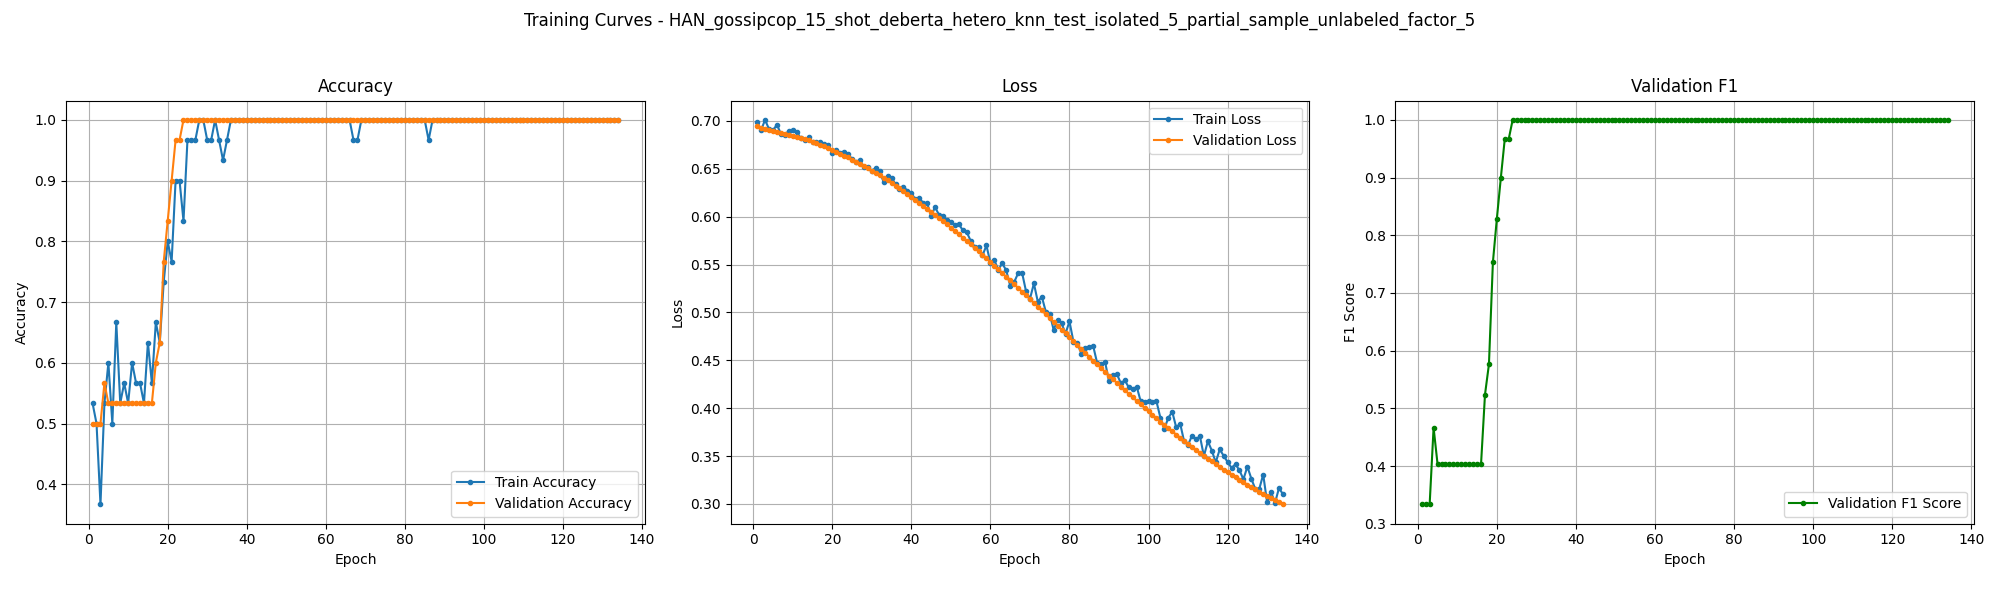 Training Curves - HAN_gossipcop_15_shot_deberta_hetero_knn_test_isolated_5_partial_sample_unlabeled_factor_5
Accuracy
1.0
0.9
0.8
0.7
0.6
0.5
0.4
Accuracy
Train Accuracy
Validation Accuracy
0 20 40 60 80 100 120 140
Epoch
Loss
0.70
0.65
0.60
0.55
0.50
0.45
0.40
0.35
0.30
Loss
Train Loss
Validation Loss
0 20 40 60 80 100 120 140
Epoch
Validation F1
1.0
0.9
0.8
0.7
0.6
0.5
0.4
0.3
F1 Score
Validation F1 Score
0 20 40 60 80 100 120 140
Epoch